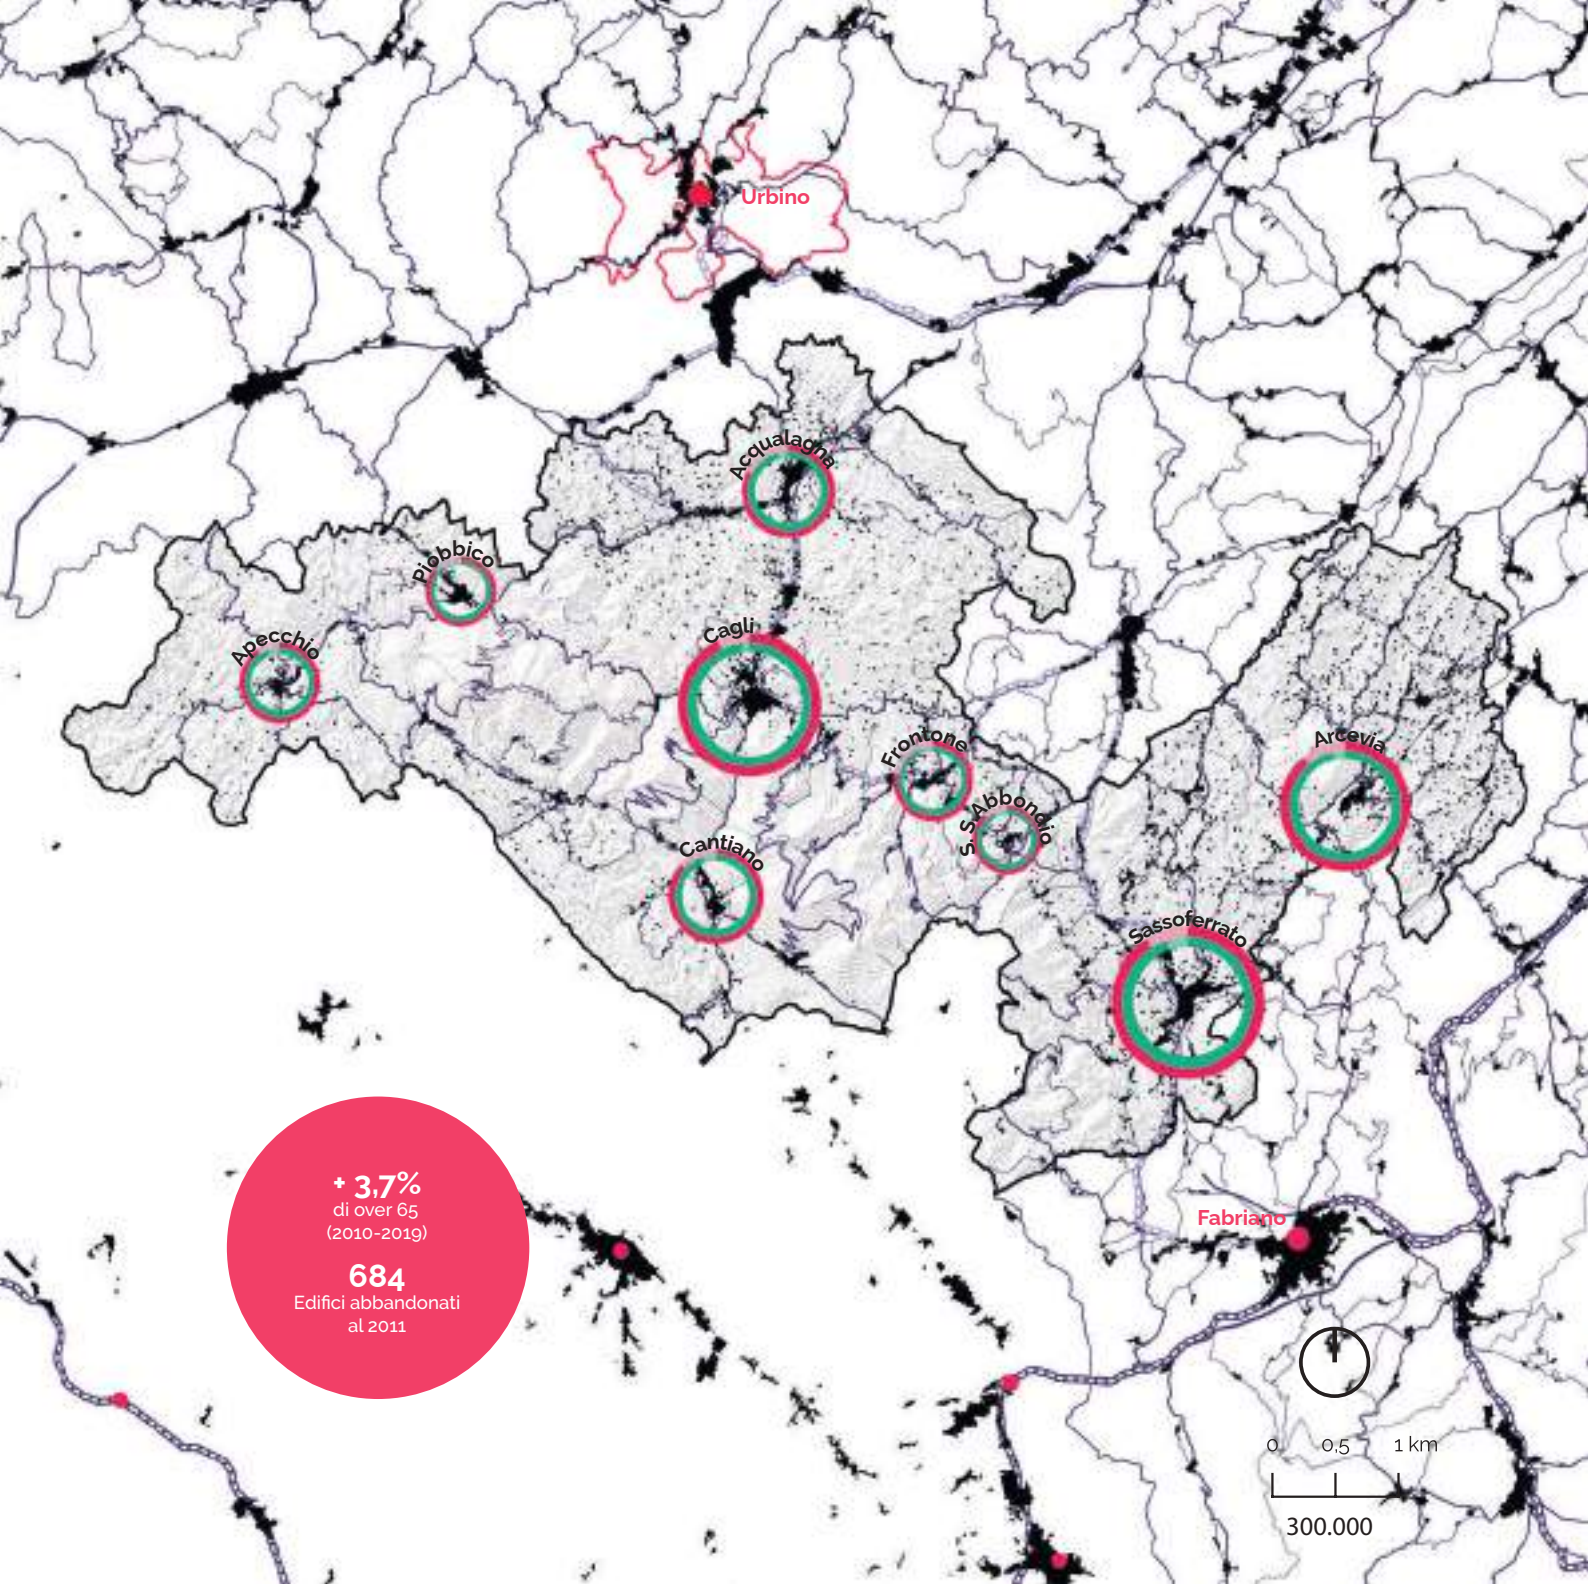 Urbino
Acqualagna
Piobbico
Apecchio
Cagli
Frontone
S. S. Abbondio
Arcevia
Cantiano
Sassoferrato
+ 3,7%
di over 65
(2010-2019)
684
Edifici abbandonati
al 2011
Fabriano
0 0,5 1 km
300.000